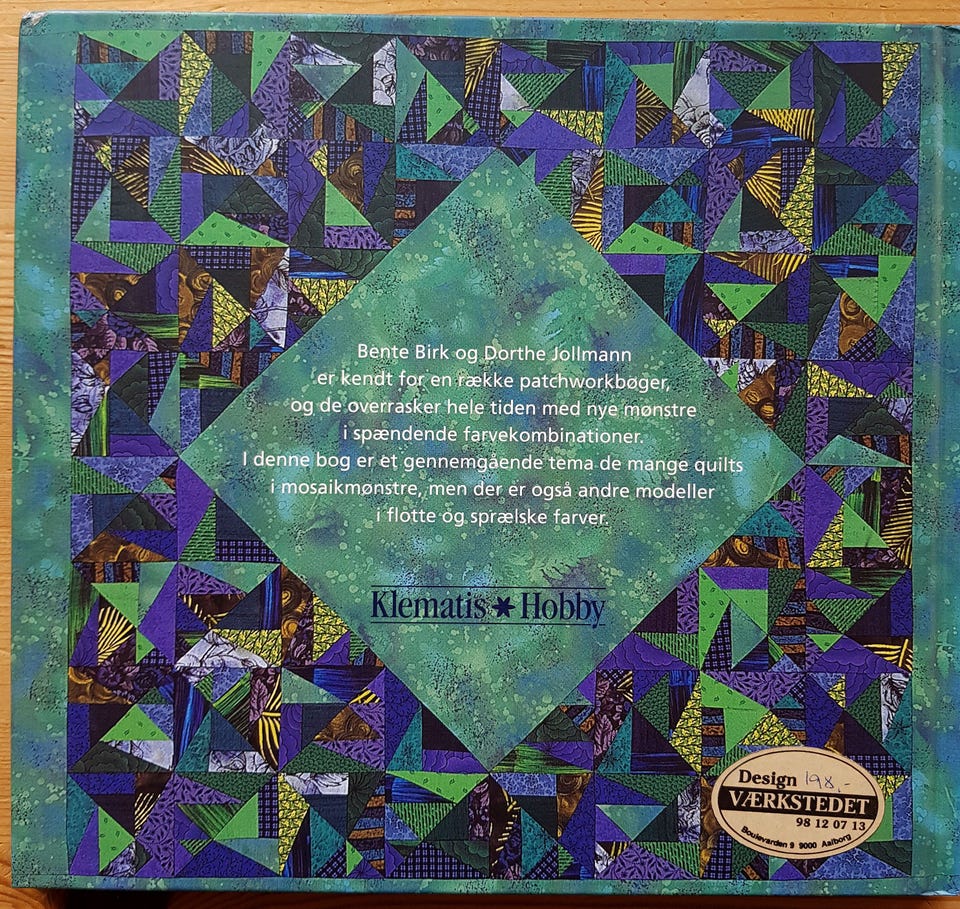 Bente Birk og Dorthe Jollmann
er kendt for en række patchworkbøger,
og de overrasker hele tiden med nye mønstre
i spændende farvekombinationer.
I denne bog er et gennemgående tema de mange quilts
i mosaikmønstre, men der er også andre modeller
i flotte og sprælske farver.
Klematis * Hobby
Design 198.-
VÆRKSTEDET
98 12 07 13
Boulevarden 9 9000 Aalborg